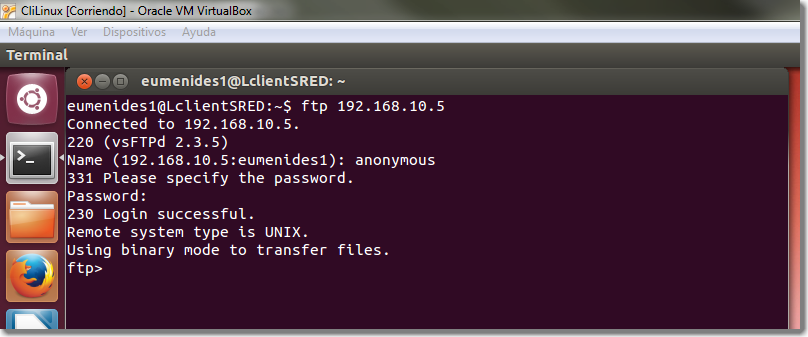 CliLinux [Corriendo] - Oracle VM VirtualBox
Máquina Ver Dispositivos Ayuda
Terminal
eumenides1@LclientSRED: ~
eumenides1@LclientSRED:~$ ftp 192.168.10.5
Connected to 192.168.10.5.
220 (vsFTPd 2.3.5)
Name (192.168.10.5:eumenides1): anonymous
331 Please specify the password.
Password:
230 Login successful.
Remote system type is UNIX.
Using binary mode to transfer files.
ftp>